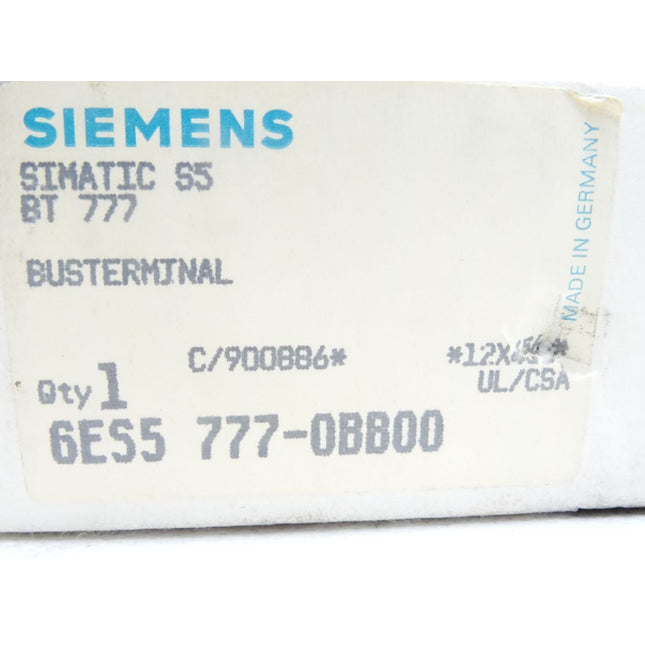 SIEMENS
SIMATIC S5
BT 777
BUSTERMINAL
C/900886*
UL/CSA
Qty 1
6ES5 777-0BB00
MADE IN GERMANY